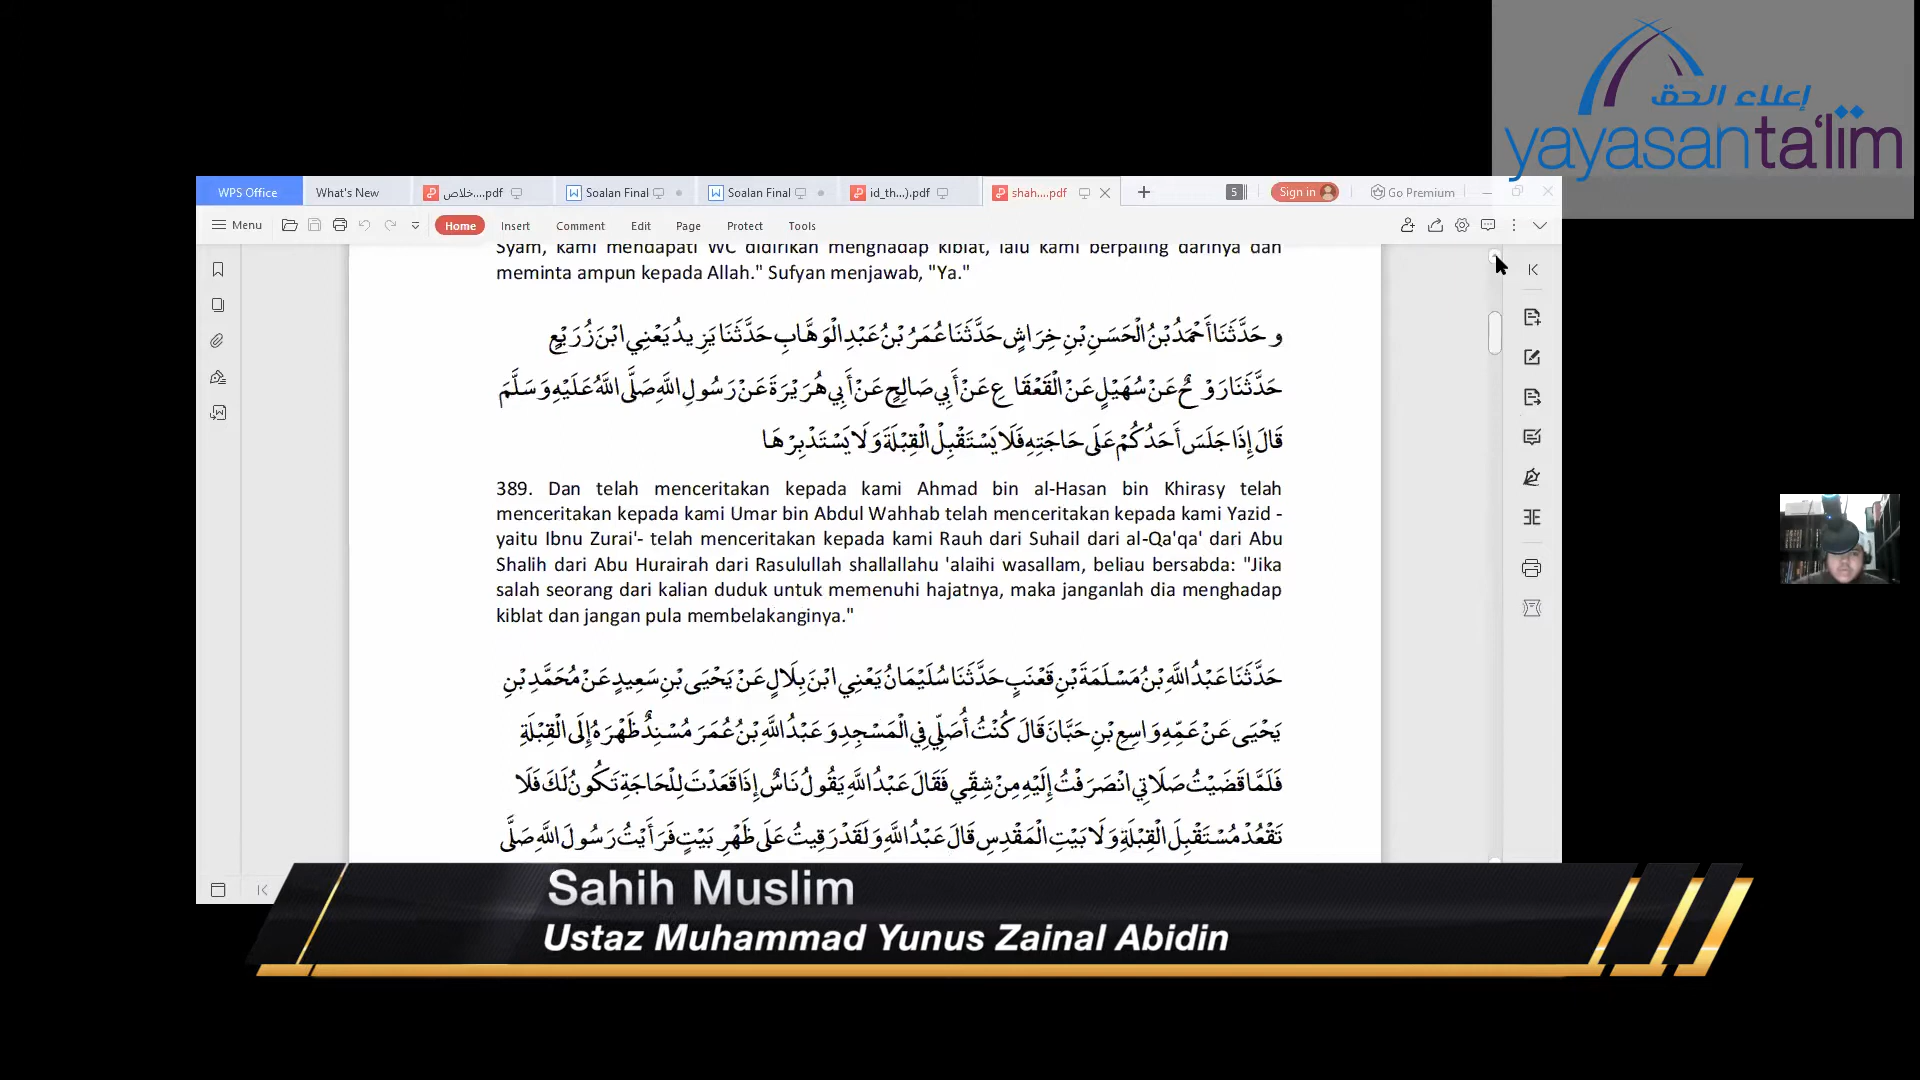 إعلاء الحق
yayasanta'lim
WPS Office What's New خلاص....pdf Soalan Final Soalan Final id_th...).pdf shah....pdf 5 Sign in Go Premium
Menu Home Insert Comment Edit Page Protect Tools
Syam, kami mendapati WC didirikan menghadap kiblat, lalu kami berpaling darinya dan
meminta ampun kepada Allah." Sufyan menjawab, "Ya."
و حَدَّثَنَا أَحْمَدُ بْنُ الْحَسَنِ بْنِ خِرَاشٍ حَدَّثَنَا عُمَرُ بْنُ عَبْدِ الْوَهَّابِ حَدَّثَنَا يَزِيدُ يَعْنِي ابْنَ زُرَيْعٍ
حَدَّثَنَا رَوْحٌ عَنْ سُهَيْلٍ عَنْ الْقَعْقَاعِ عَنْ أَبِي صَالِحٍ عَنْ أَبِي هُرَيْرَةَ عَنْ رَسُولِ اللَّهِ صَلَّى اللَّهُ عَلَيْهِ وَسَلَّمَ
قَالَ إِذَا جَلَسَ أَحَدُكُمْ عَلَى حَاجَتِهِ فَلَا يَسْتَقْبِلْ الْقِبْلَةَ وَلَا يَسْتَدْبِرْهَا
389. Dan telah menceritakan kepada kami Ahmad bin al-Hasan bin Khirasy telah
menceritakan kepada kami Umar bin Abdul Wahhab telah menceritakan kepada kami Yazid -
yaitu Ibnu Zurai'- telah menceritakan kepada kami Rauh dari Suhail dari al-Qa'qa' dari Abu
Shalih dari Abu Hurairah dari Rasulullah shallallahu 'alaihi wasallam, beliau bersabda: "Jika
salah seorang dari kalian duduk untuk memenuhi hajatnya, maka janganlah dia menghadap
kiblat dan jangan pula membelakanginya."
حَدَّثَنَا عَبْدُ اللَّهِ بْنُ مَسْلَمَةَ بْنِ قَعْنَبٍ حَدَّثَنَا سُلَيْمَانُ يَعْنِي ابْنَ بِلَالٍ عَنْ يَحْيَى بْنِ سَعِيدٍ عَنْ مُحَمَّدِ بْنِ
يَحْيَى عَنْ عَمِّهِ وَاسِعِ بْنِ حَبَّانَ قَالَ كُنْتُ أُصَلِّي فِي الْمَسْجِدِ وَعَبْدُ اللَّهِ بْنُ عُمَرَ مُسْنِدٌ ظَهْرَهُ إِلَى الْقِبْلَةِ
فَلَمَّا قَضَيْتُ صَلَاتِي انْصَرَفْتُ إِلَيْهِ مِنْ شِقِّي فَقَالَ عَبْدُ اللَّهِ يَقُولُ نَاسٌ إِذَا قَعَدْتَ لِلْحَاجَةِ تَكُونُ لَكَ فَلَا
تَقْعُدْ مُسْتَقْبِلَ الْقِبْلَةِ وَلَا بَيْتِ الْمَقْدِسِ قَالَ عَبْدُ اللَّهِ وَلَقَدْ رَقِيتُ عَلَى ظَهْرِ بَيْتٍ فَرَأَيْتُ رَسُولَ اللَّهِ صَلَّى
Sahih Muslim
Ustaz Muhammad Yunus Zainal Abidin